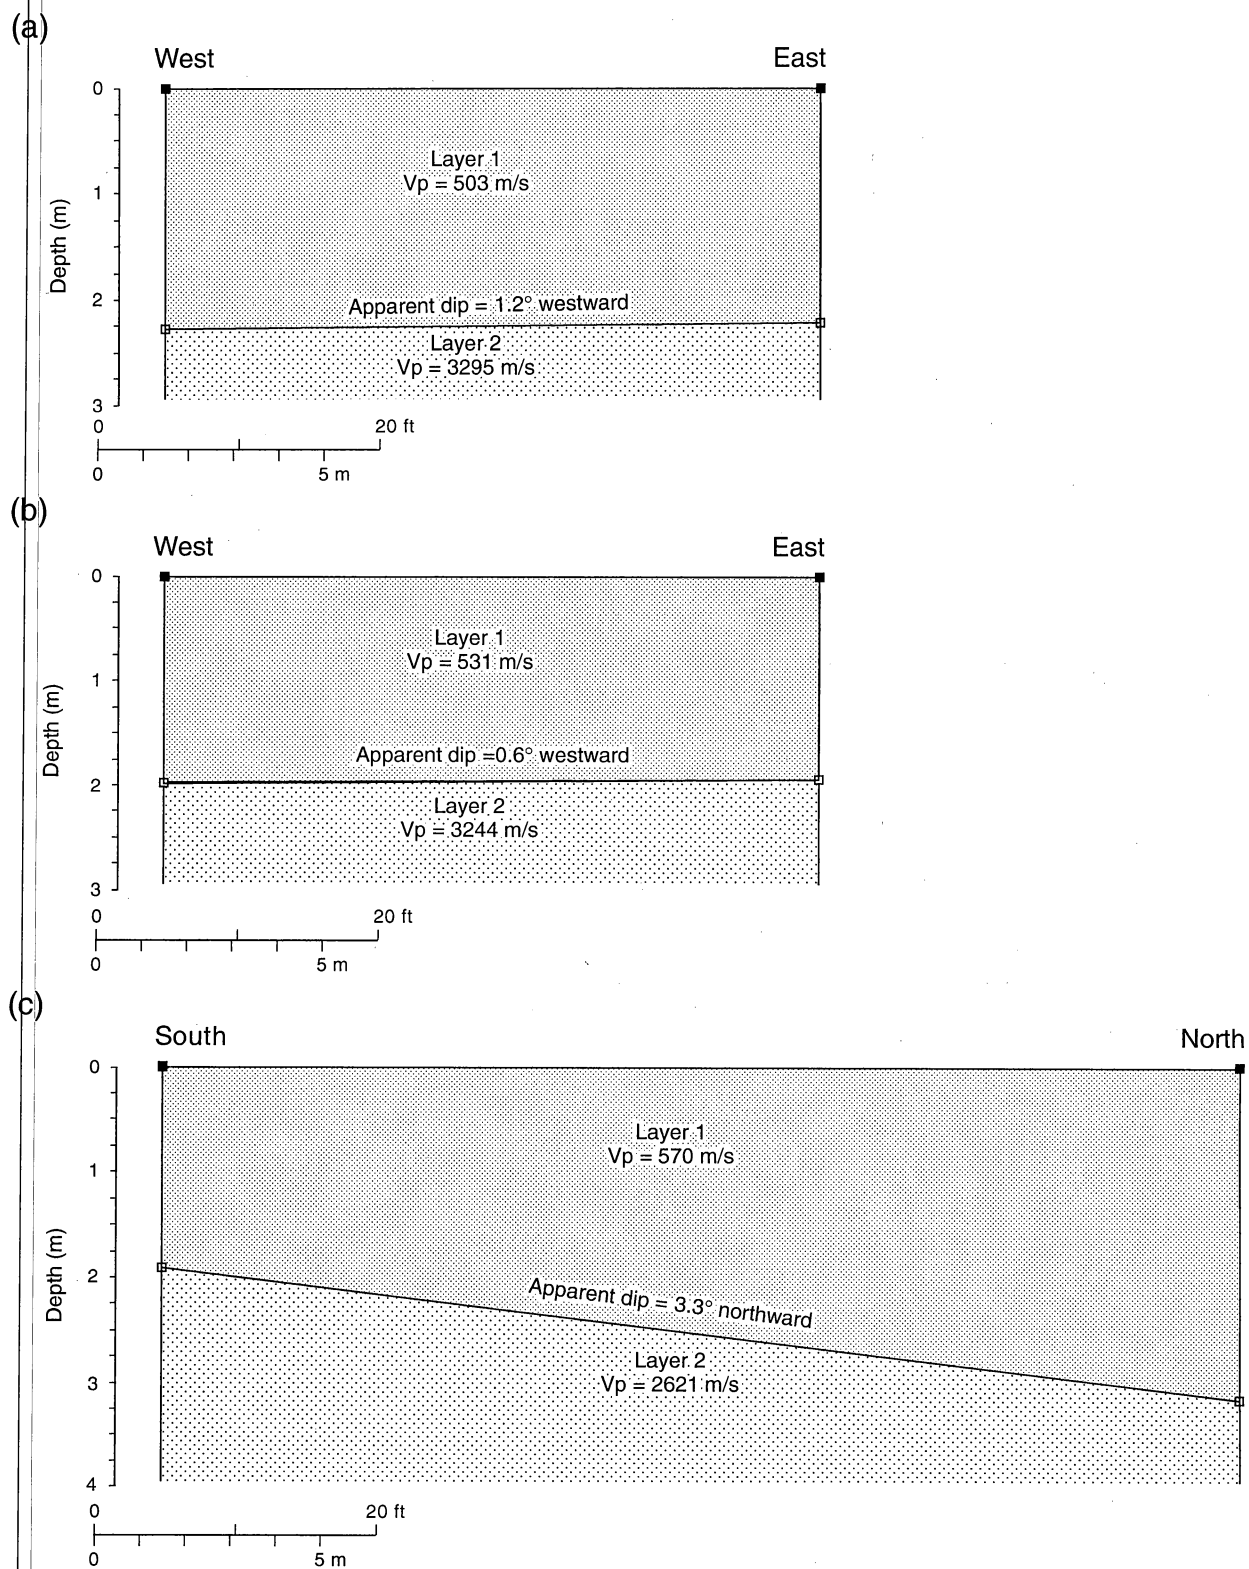 (a)
West East
0
Layer 1
Vp = 503 m/s
1
Depth (m)
2
Apparent dip = 1.2° westward
Layer 2
Vp = 3295 m/s
3
0 20 ft
0 5 m
(b)
West East
0
Layer 1
Vp = 531 m/s
1
Depth (m)
Apparent dip =0.6° westward
2
Layer 2
Vp = 3244 m/s
3
0 20 ft
0 5 m
(c)
South North
0
Layer 1
Vp = 570 m/s
1
Depth (m)
2
Apparent dip = 3.3° northward
Layer 2
Vp = 2621 m/s
3
4
0 20 ft
0 5 m